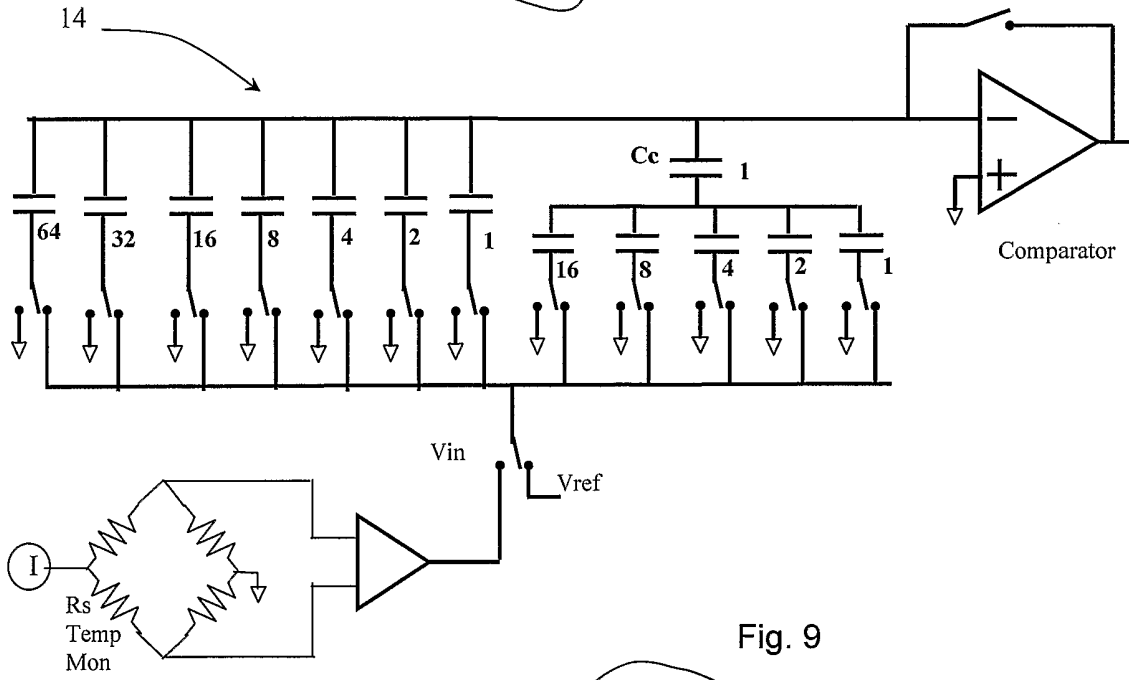 14
Cc
1
64
32
16
8
4
2
1
16
8
4
2
1
−
+
Comparator
Vin
Vref
I
Rs
Temp
Mon
Fig. 9